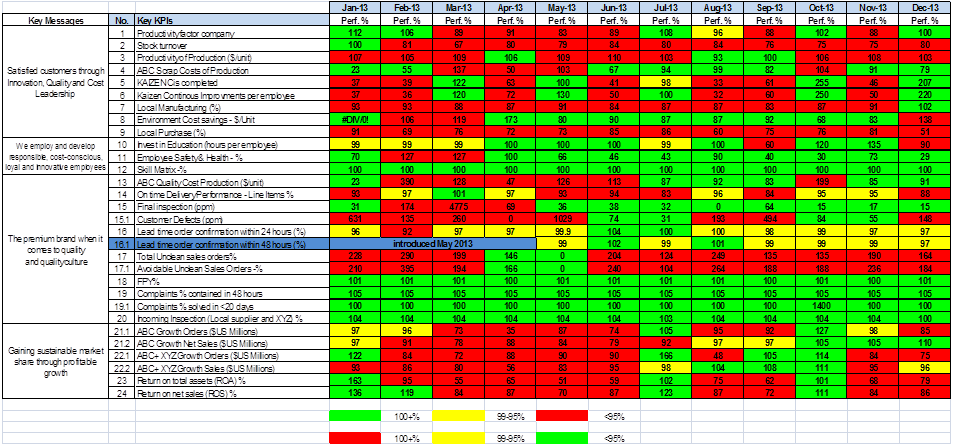 Jan-13 Feb-13 Mar-13 Apr-13 May-13 Jun-13 Jul-13 Aug-13 Sep-13 Oct-13 Nov-13 Dec-13
Key Messages No. Key KPIs Perf. % Perf. % Perf. % Perf. % Perf. % Perf. % Perf. % Perf. % Perf. % Perf. % Perf. % Perf. %
Satisfied customers through
Innovation, Quality and Cost
Leadership
1 Productivity factor company 112 106 89 91 83 89 108 96 88 102 88 100
2 Stock turnover 100 81 67 80 79 84 80 84 76 75 75 80
3 Productivity of Production ($/unit) 107 105 109 106 109 110 103 93 100 106 108 103
4 ABC Scrap Costs of Production 23 55 137 50 103 67 94 99 82 104 91 79
5 KAIZEN Cis completed 37 39 122 63 100 41 98 33 61 255 46 207
6 Kaizen Continous Improvments per employee 37 36 120 72 130 50 100 32 60 250 50 220
7 Local Manufacturing (%) 93 93 88 87 91 84 87 87 83 87 91 102
8 Environment Cost savings - $/Unit #DIV/0! 106 119 173 80 90 87 87 92 68 83 138
9 Local Purchase (%) 91 69 76 72 73 85 86 60 75 76 81 51
We employ and develop
responsible, cost-conscious,
loyal and innovative employees
10 Invest in Education (hours per employee) 99 99 99 100 100 100 99 100 60 120 135 90
11 Employee Safety & Health - % 70 127 127 100 66 46 43 90 40 30 73 29
12 Skill Matrix -% 100 100 100 100 100 100 100 100 100 100 100 100
The premium brand when it
comes to quality
and quality culture
13 ABC Quality Cost Production ($/unit) 23 390 128 47 126 113 87 92 83 199 85 91
14 On time Delivery Performance - Line Items % 93 97 101 97 93 94 83 96 84 95 95 98
15 Final inspection (ppm) 31 174 4775 69 36 38 32 0 64 15 17 15
15.1 Customer Defects (ppm) 631 135 260 0 1029 74 31 193 494 84 55 148
16 Lead time order confirmation within 24 hours (%) 96 92 97 97 99.9 104 100 100 98 99 97 97
16.1 Lead time order confirmation within 48 hours (%) introduced May 2013 99 102 99 101 99 99 99 97
17 Total Unclean sales orders% 228 290 199 146 0 204 124 249 135 135 190 164
17.1 Avoidable Unclean Sales Orders -% 210 395 194 166 0 240 104 264 188 188 236 184
18 FPY% 101 101 101 100 101 101 101 101 101 101 101 101
19 Complaints % contained in 48 hours 105 105 105 105 105 105 105 105 105 105 105 105
19.1 Complaints % solved in <20 days 100 100 100 100 100 100 100 100 100 1400 100 100
20 Incoming Inspection (Local supplier and XYZ) % 104 104 104 104 104 104 103 104 104 104 104 104
Gaining sustainable market
share through profitable
growth
21.1 ABC Growth Orders ($US Millions) 97 96 73 35 87 74 105 95 92 127 98 85
21.2 ABC Growth Net Sales ($US Millions) 97 91 78 88 84 79 92 97 97 105 105 110
22.1 ABC+ XYZ Growth Orders ($US Millions) 122 84 72 88 90 90 166 48 105 114 84 75
22.2 ABC+ XYZ Growth Sales ($US Millions) 93 86 80 56 83 95 98 104 108 111 95 96
23 Return on total assets (ROA) % 163 95 55 65 51 59 102 75 62 101 68 79
24 Return on net sales (ROS) % 136 119 84 87 70 87 123 87 72 111 84 86
100+% 99-95% <95%
100+% 99-95% <95%